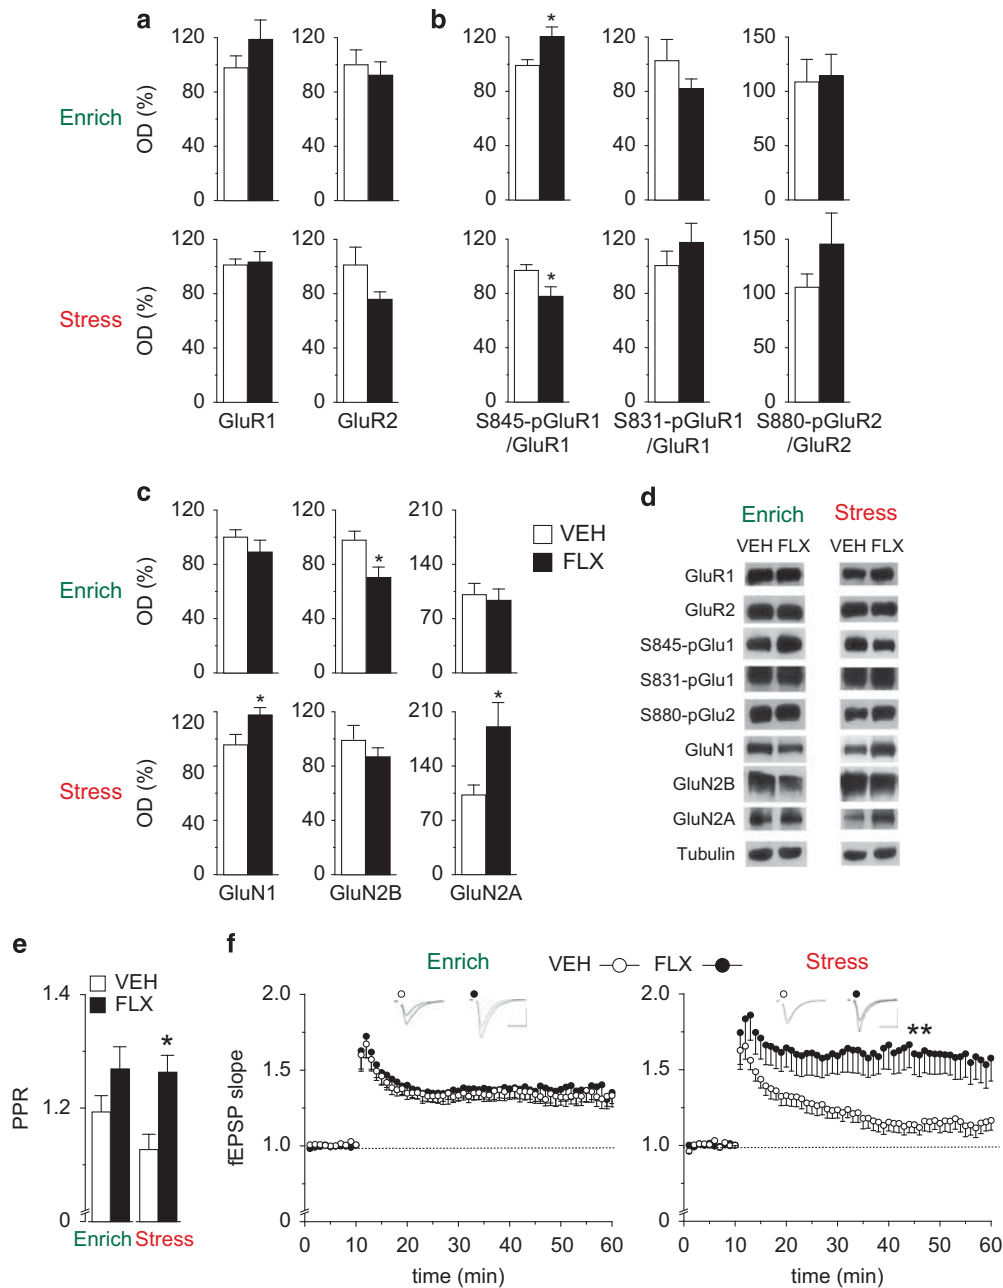 a
b
120
80
40
0
120
80
40
0
120
80
40
0
120
80
40
0
150
100
50
0
Enrich
OD (%)
*
120
80
40
0
120
80
40
0
120
80
40
0
120
80
40
0
150
100
50
0
Stress
OD (%)
*
GluR1
GluR2
S845-pGluR1
/GluR1
S831-pGluR1
/GluR1
S880-pGluR2
/GluR2
c
120
80
40
0
120
80
40
0
210
140
70
0
Enrich
OD (%)
*
VEH
FLX
120
80
40
0
120
80
40
0
210
140
70
0
Stress
OD (%)
*
*
GluN1
GluN2B
GluN2A
d
Enrich
Stress
VEH FLX
VEH FLX
GluR1
GluR2
S845-pGlu1
S831-pGlu1
S880-pGlu2
GluN1
GluN2B
GluN2A
Tubulin
e
VEH
FLX
1.4
1.2
0
PPR
*
Enrich
Stress
f
Enrich
VEH
FLX
Stress
2.0
1.5
1.0
0
fEPSP slope
0 10 20 30 40 50 60
time (min)
2.0
1.5
1.0
0
**
0 10 20 30 40 50 60
time (min)